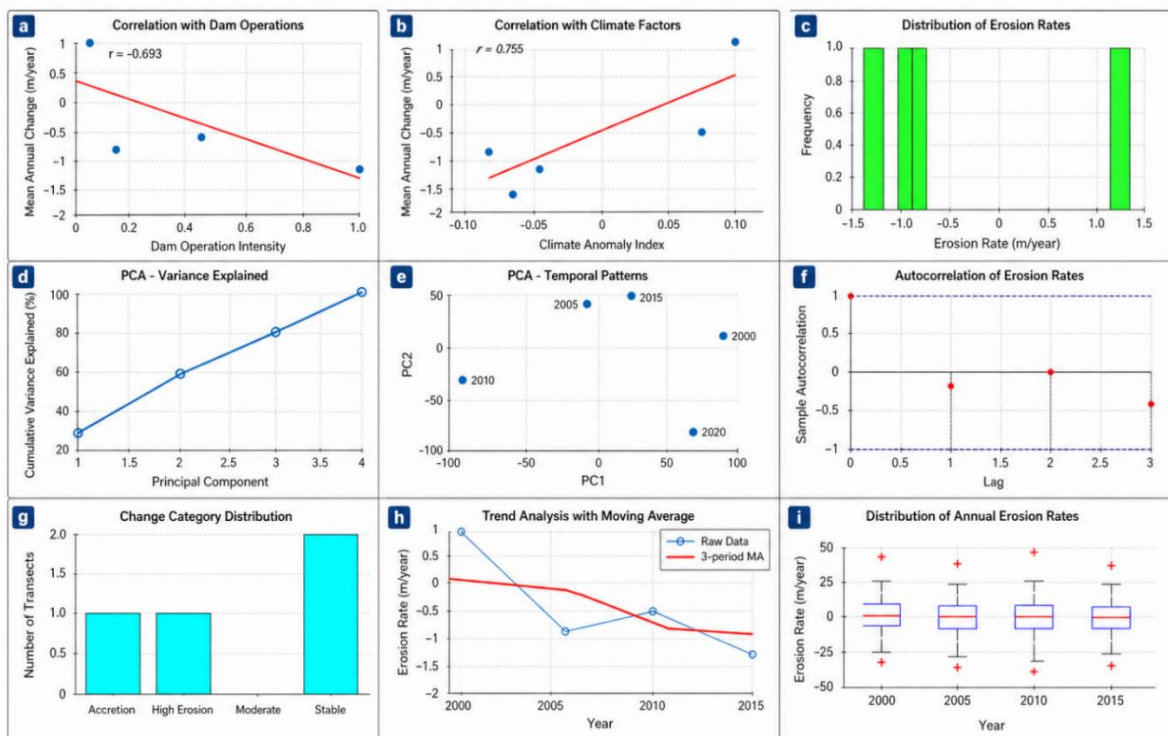 a
Correlation with Dam Operations
r = –0.693
Mean Annual Change (m/year)
1
0.5
0
−0.5
−1
−1.5
−2
0 0.2 0.4 0.6 0.8 1.0
Dam Operation Intensity
b
Correlation with Climate Factors
r = 0.755
Mean Annual Change (m/year)
1
0.5
0
−0.5
−1
−1.5
−2
−0.10 −0.05 0 0.05 0.10
Climate Anomaly Index
c
Distribution of Erosion Rates
Frequency
1.0
0.8
0.6
0.4
0.2
0
−1.5 −1.0 −0.5 0 0.5 1.0 1.5
Erosion Rate (m/year)
d
PCA - Variance Explained
Cumulative Variance Explained (%)
100
80
60
40
20
1 1.5 2 2.5 3 3.5 4
Principal Component
e
PCA - Temporal Patterns
PC2
50
0
−50
−100
2005
2015
2000
2010
2020
−100 −50 0 50 100
PC1
f
Autocorrelation of Erosion Rates
Sample Autocorrelation
1
0.5
0
−0.5
−1
0 0.5 1 1.5 2 2.5 3
Lag
g
Change Category Distribution
Number of Transects
2.0
1.5
1.0
0.5
0
Accretion High Erosion Moderate Stable
h
Trend Analysis with Moving Average
Raw Data
3-period MA
Erosion Rate (m/year)
1
0.5
0
−0.5
−1
−1.5
−2
2000 2005 2010 2015
Year
i
Distribution of Annual Erosion Rates
Erosion Rate (m/year)
50
25
0
−25
−50
2000 2005 2010 2015
Year